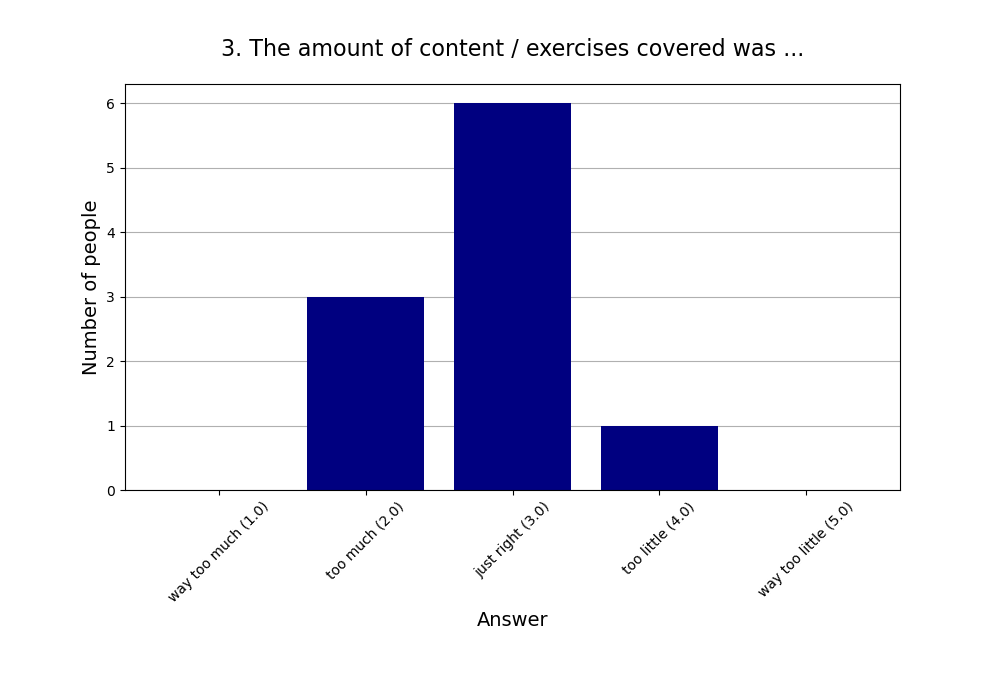 3. The amount of content / exercises covered was ...
Number of people
6
5
4
3
2
1
0
way too much (1.0)
too much (2.0)
just right (3.0)
too little (4.0)
way too little (5.0)
Answer